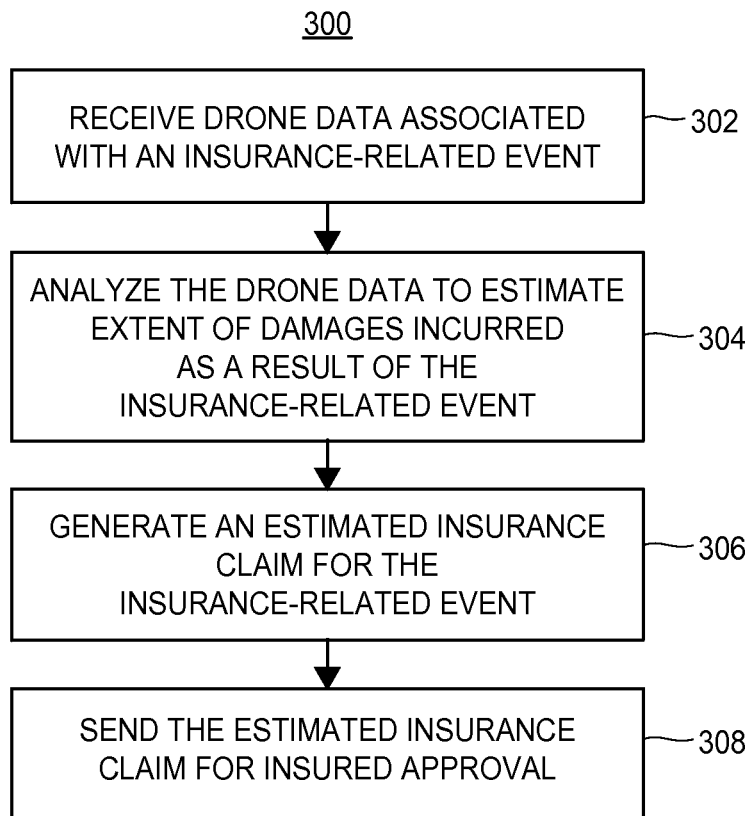 300
RECEIVE DRONE DATA ASSOCIATED
WITH AN INSURANCE-RELATED EVENT
302
ANALYZE THE DRONE DATA TO ESTIMATE
EXTENT OF DAMAGES INCURRED
AS A RESULT OF THE
INSURANCE-RELATED EVENT
304
GENERATE AN ESTIMATED INSURANCE
CLAIM FOR THE
INSURANCE-RELATED EVENT
306
SEND THE ESTIMATED INSURANCE
CLAIM FOR INSURED APPROVAL
308